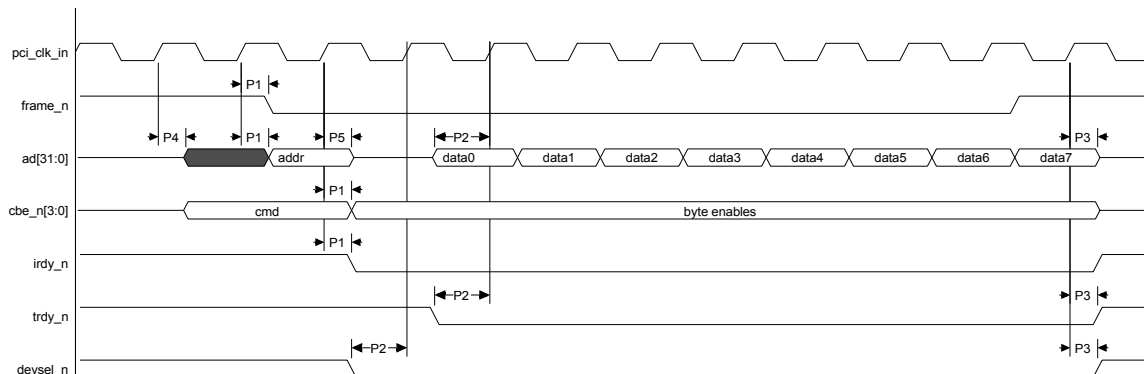 pci_clk_in
P1
frame_n
P4 P1 P5 P2 P3
ad[31:0] addr data0 data1 data2 data3 data4 data5 data6 data7
P1
cbe_n[3:0] cmd byte enables
P1
irdy_n
P2 P3
trdy_n
P2 P3
devsel_n